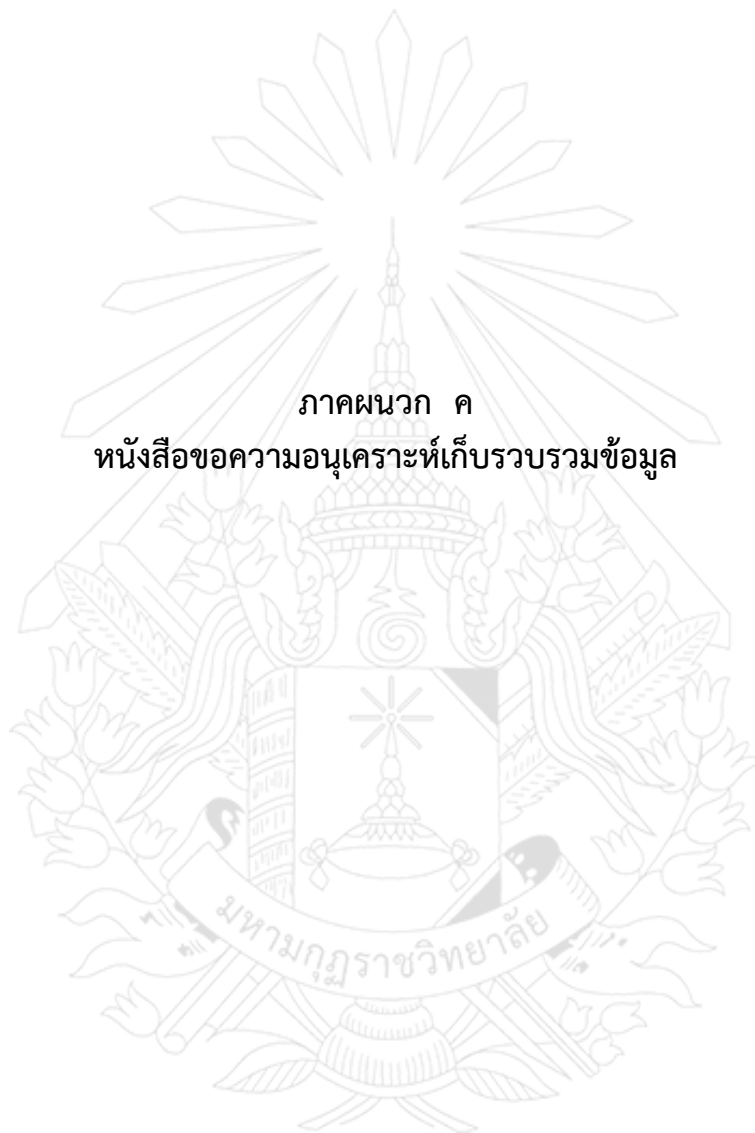 ภาคผนวก ค
หนังสือขอความอนุเคราะห์เก็บรวบรวมข้อมูล
มหามกุฏราชวิทยาลัย